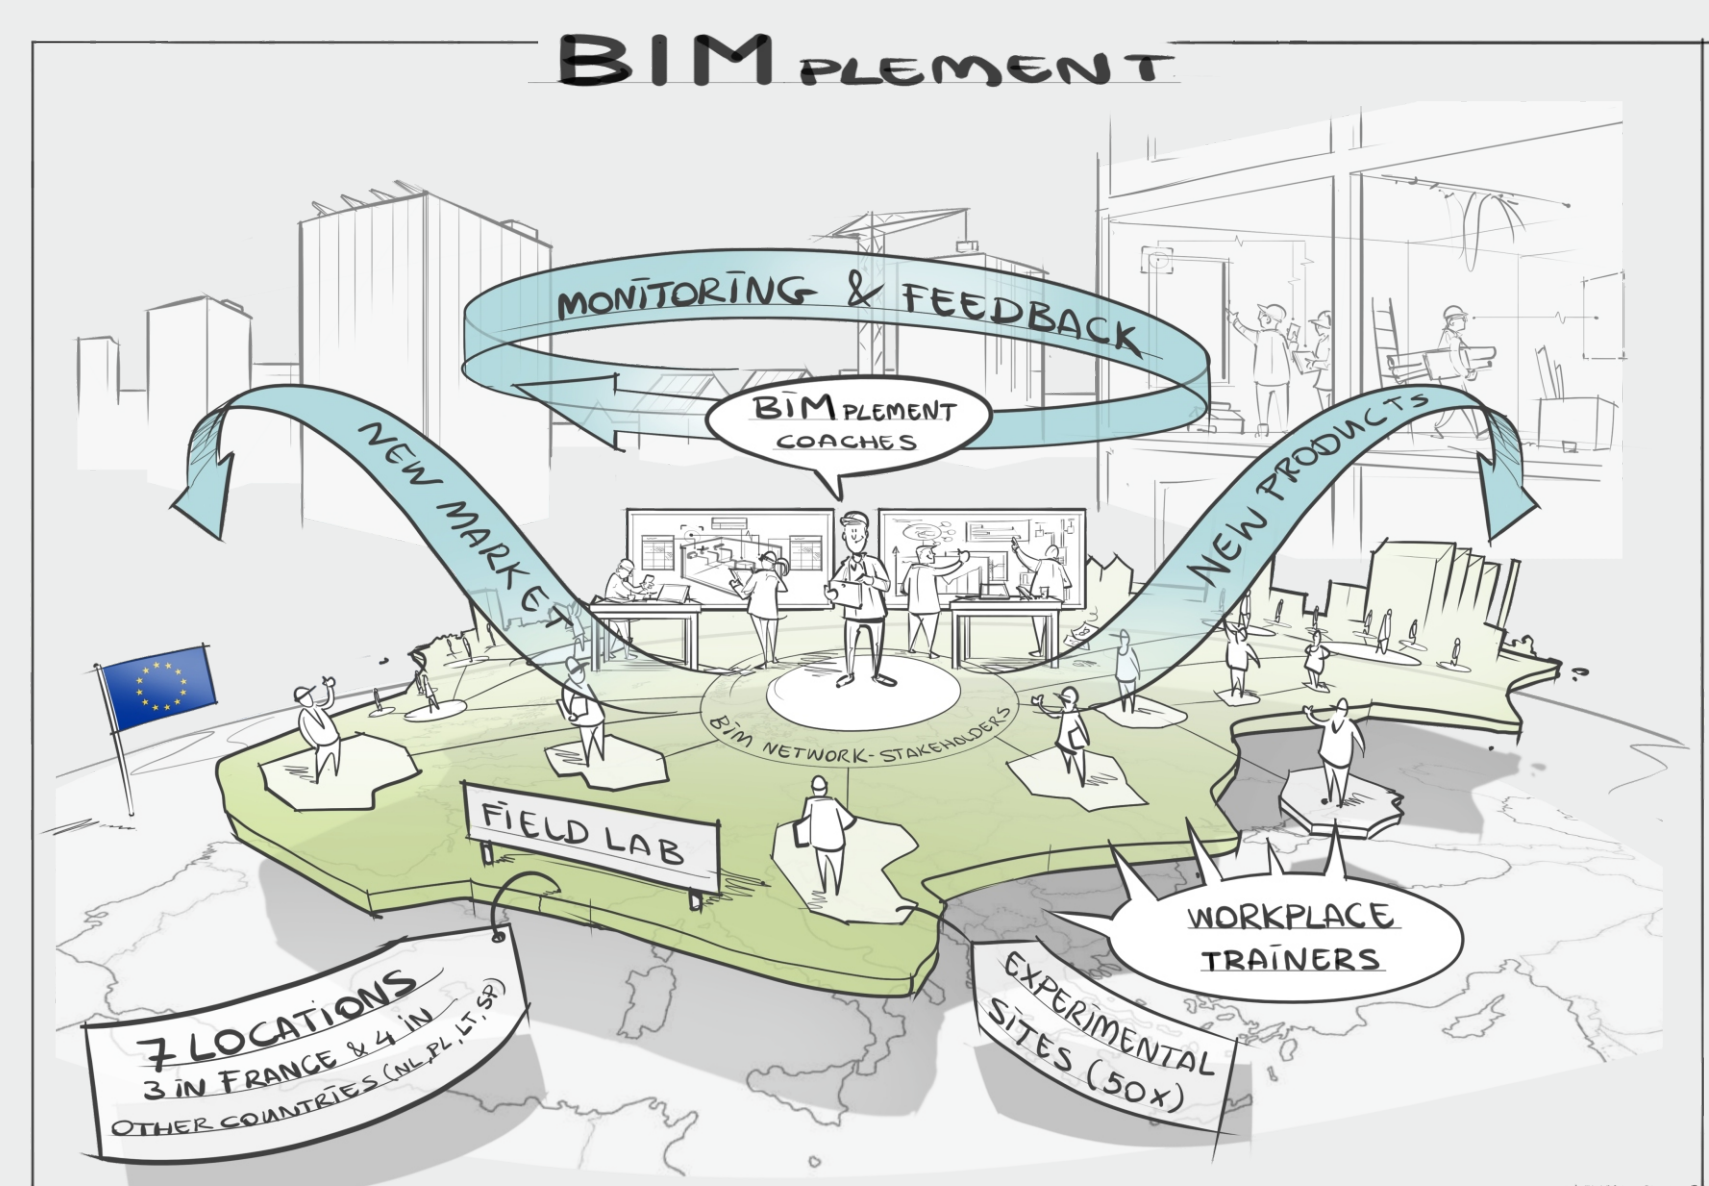 BIMPLEMENT
MONITORING & FEEDBACK
BIMPLEMENT
COACHES
NEW MARKET
NEW PRODUCTS
BIM NETWORK-STAKEHOLDERS
FIELD LAB
WORKPLACE
TRAINERS
7 LOCATIONS
3 IN FRANCE & 4 IN
OTHER COUNTRIES (NL, PL, LT, SP)
EXPERIMENTAL
SITES (50x)